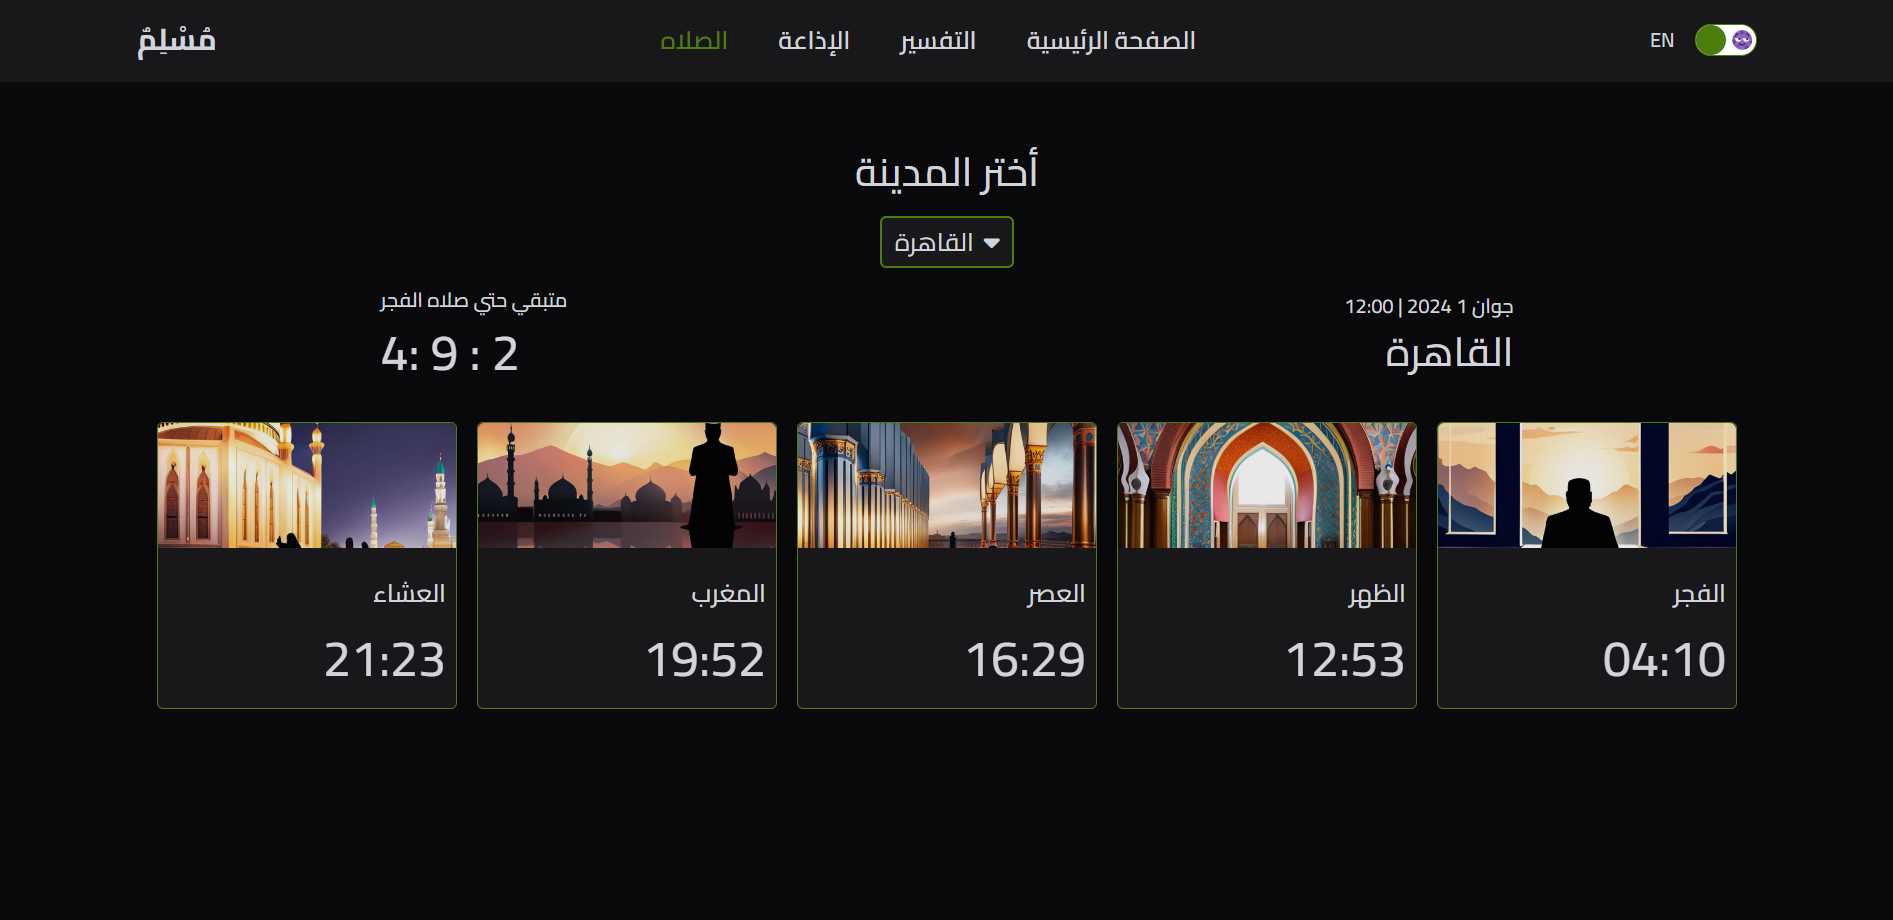 EN
الصفحة الرئيسية
التفسير
الإذاعة
الصلاه
مُسْلِمٌ
أختر المدينة
القاهرة
جوان 1 2024 | 12:00
القاهرة
متبقي حتي صلاه الفجر
4: 9 : 2
الفجر
04:10
الظهر
12:53
العصر
16:29
المغرب
19:52
العشاء
21:23